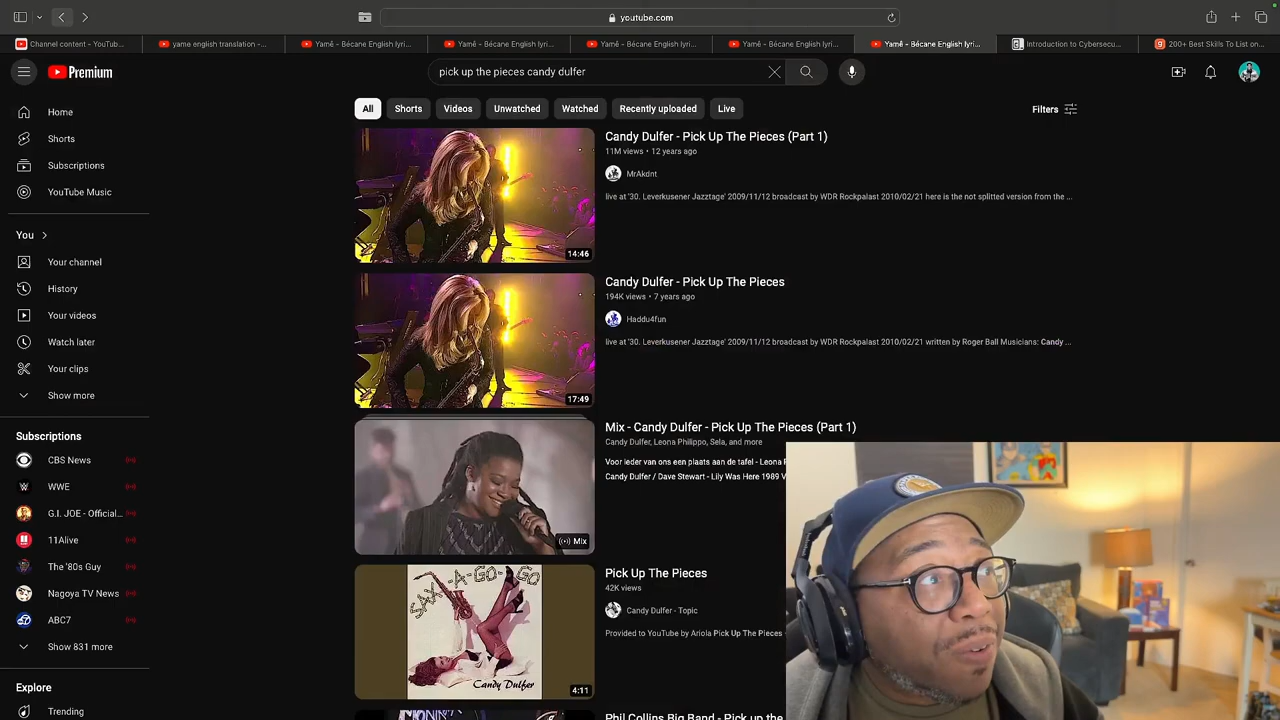 youtube.com
Channel content - YouTub...
yame english translation -...
Yamê - Bécane English lyri...
Yamê - Bécane English lyri...
Yamê - Bécane English lyri...
Yamê - Bécane English lyri...
Yamê - Bécane English lyri...
Introduction to Cybersecu...
200+ Best Skills To List on...
Premium
pick up the pieces candy dulfer
Home
Shorts
Subscriptions
YouTube Music
You
Your channel
History
Your videos
Watch later
Your clips
Show more
Subscriptions
CBS News
WWE
G.I. JOE - Official...
11Alive
The '80s Guy
Nagoya TV News
ABC7
Show 831 more
Explore
Trending
All
Shorts
Videos
Unwatched
Watched
Recently uploaded
Live
Filters
14:46
Candy Dulfer - Pick Up The Pieces (Part 1)
11M views • 12 years ago
MrAkdnt
live at '30. Leverkusener Jazztage' 2009/11/12 broadcast by WDR Rockpalast 2010/02/21 here is the not splitted version from the ...
17:49
Candy Dulfer - Pick Up The Pieces
194K views • 7 years ago
Haddu4fun
live at '30. Leverkusener Jazztage' 2009/11/12 broadcast by WDR Rockpalast 2010/02/21 written by Roger Ball Musicians: Candy ...
Mix
Mix - Candy Dulfer - Pick Up The Pieces (Part 1)
Candy Dulfer, Leona Philippo, Sela, and more
Voor ieder van ons een plaats aan de tafel - Leona P
Candy Dulfer / Dave Stewart - Lily Was Here 1989 V
SAX-A-GO-GO
Candy Dulfer
4:11
Pick Up The Pieces
42K views
Candy Dulfer - Topic
Provided to YouTube by Ariola Pick Up The Pieces
Phil Collins Big Band - Pick up the